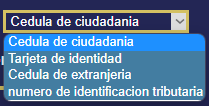 Cedula de ciudadania
Cedula de ciudadania
Tarjeta de identidad
Cedula de extranjeria
numero de identificacion tributaria